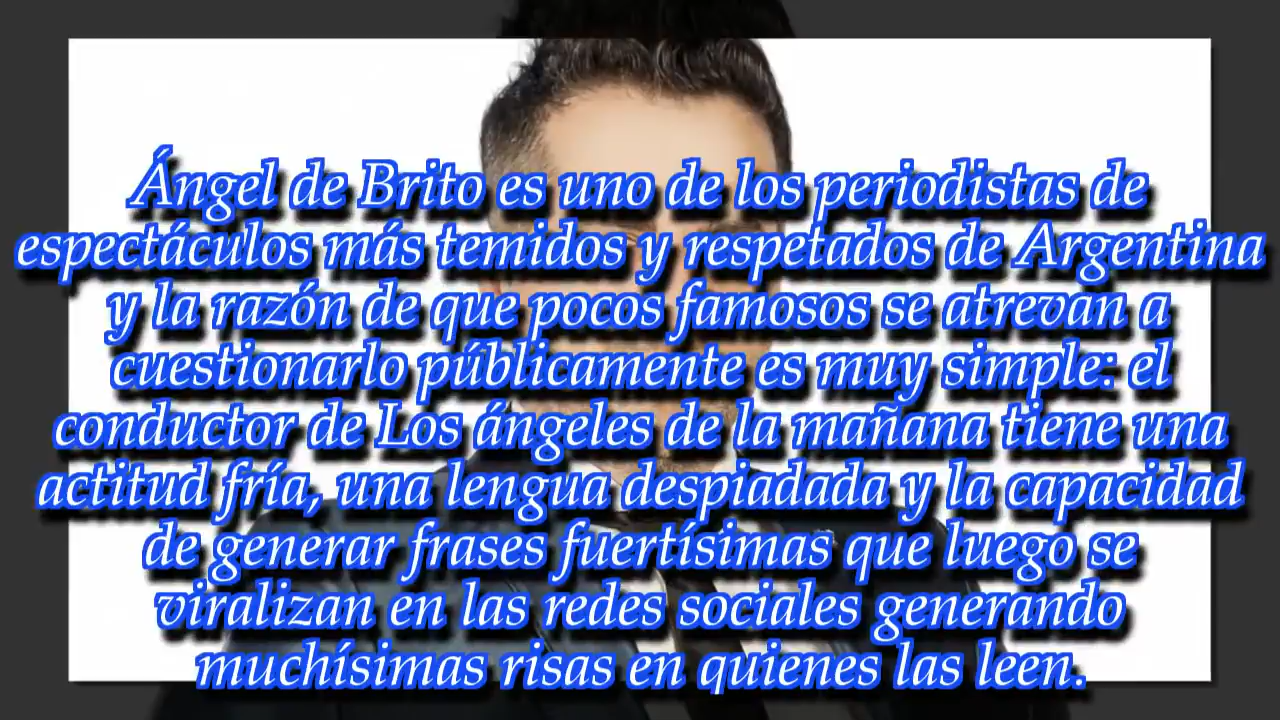 Ángel de Brito es uno de los periodistas de
espectáculos más temidos y respetados de Argentina
y la razón de que pocos famosos se atrevan a
cuestionarlo públicamente es muy simple: el
conductor de Los ángeles de la mañana tiene una
actitud fría, una lengua despiadada y la capacidad
de generar frases fuertísimas que luego se
viralizan en las redes sociales generando
muchísimas risas en quienes las leen.